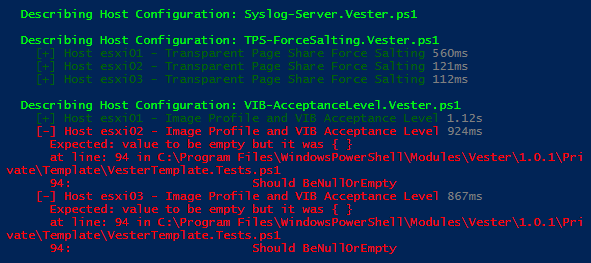 Describing Host Configuration: Syslog-Server.Vester.ps1
Describing Host Configuration: TPS-ForceSalting.Vester.ps1
[+] Host esxi01 - Transparent Page Share Force Salting 560ms
[+] Host esxi02 - Transparent Page Share Force Salting 121ms
[+] Host esxi03 - Transparent Page Share Force Salting 112ms
Describing Host Configuration: VIB-AcceptanceLevel.Vester.ps1
[+] Host esxi01 - Image Profile and VIB Acceptance Level 1.12s
[-] Host esxi02 - Image Profile and VIB Acceptance Level 924ms
Expected: value to be empty but it was { }
at line: 94 in C:\Program Files\WindowsPowerShell\Modules\Vester\1.0.1\Pri
vate\Template\VesterTemplate.Tests.ps1
94: Should BeNullOrEmpty
[-] Host esxi03 - Image Profile and VIB Acceptance Level 867ms
Expected: value to be empty but it was { }
at line: 94 in C:\Program Files\WindowsPowerShell\Modules\Vester\1.0.1\Pri
vate\Template\VesterTemplate.Tests.ps1
94: Should BeNullOrEmpty